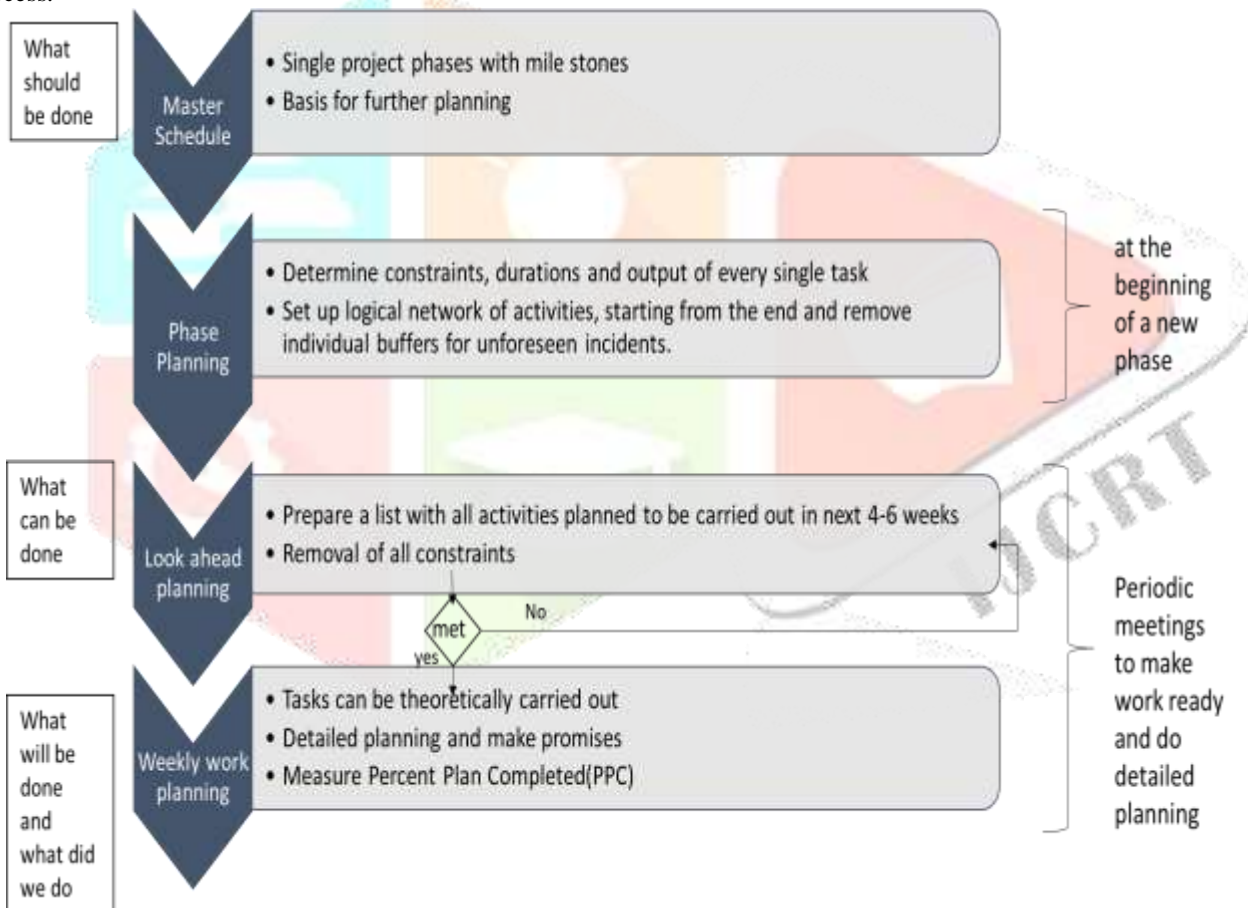 What
should
be done
Master
Schedule
• Single project phases with mile stones
• Basis for further planning
Phase
Planning
• Determine constraints, durations and output of every single task
• Set up logical network of activities, starting from the end and remove
individual buffers for unforeseen incidents.
at the
beginning
of a new
phase
What
can be
done
Look ahead
planning
• Prepare a list with all activities planned to be carried out in next 4-6 weeks
• Removal of all constraints
met
No
yes
What
will be
done
and
what did
we do
Weekly work
planning
• Tasks can be theoretically carried out
• Detailed planning and make promises
• Measure Percent Plan Completed(PPC)
Periodic
meetings
to make
work ready
and do
detailed
planning
IJCRT